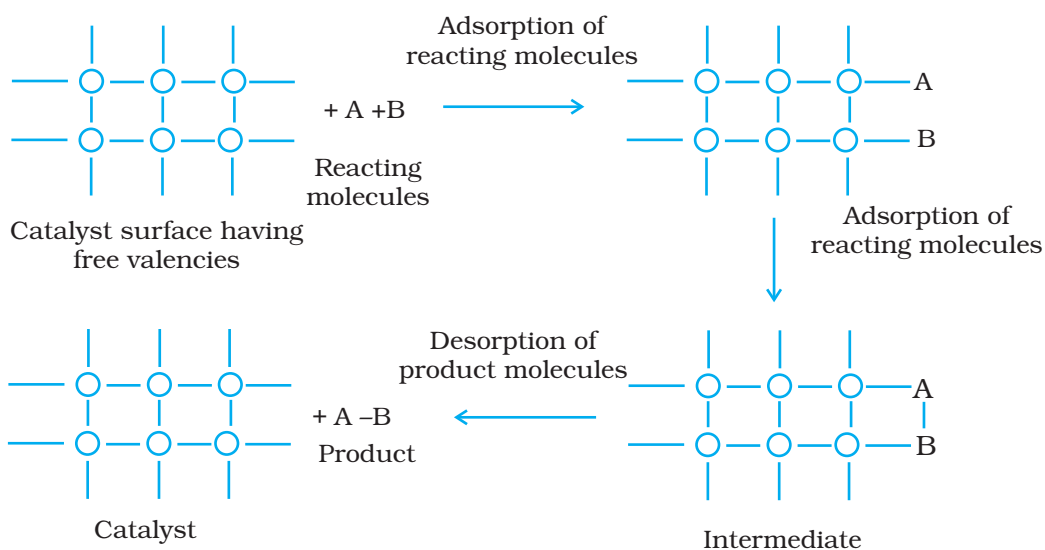 Adsorption of
reacting molecules
+ A +B
Reacting
molecules
A
B
Catalyst surface having
free valencies
Adsorption of
reacting molecules
Desorption of
product molecules
+ A –B
Product
A
B
Catalyst
Intermediate